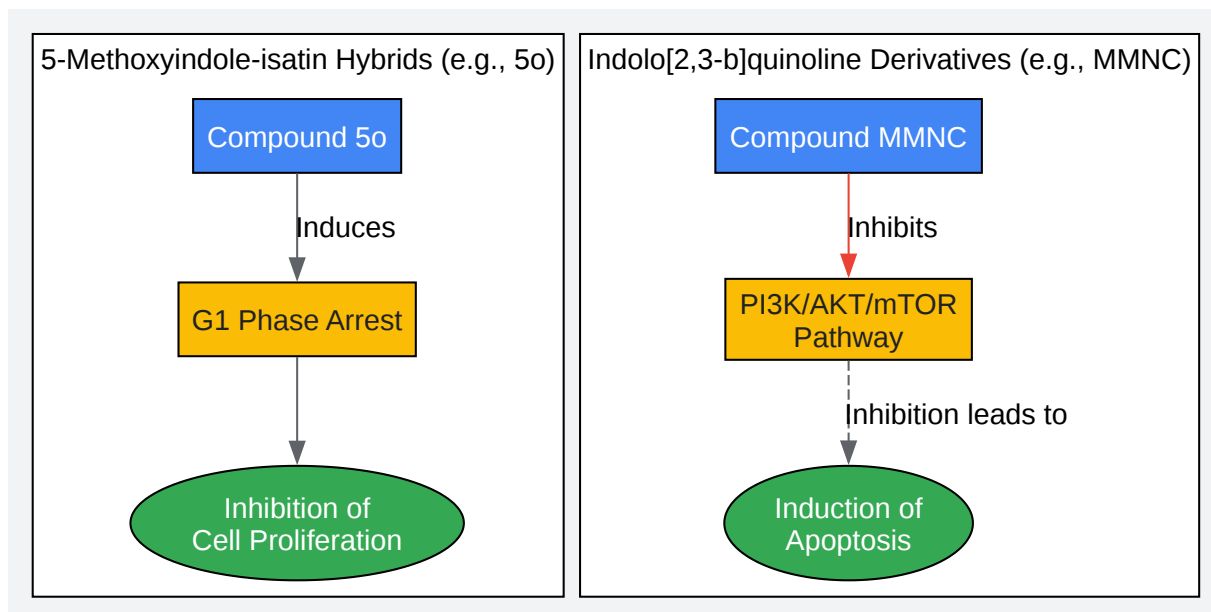 5-Methoxyindole-isatin Hybrids (e.g., 5o)
Compound 5o
Induces
G1 Phase Arrest
Inhibition of
Cell Proliferation
Indolo[2,3-b]quinoline Derivatives (e.g., MMNC)
Compound MMNC
Inhibits
PI3K/AKT/mTOR
Pathway
Inhibition leads to
Induction of
Apoptosis